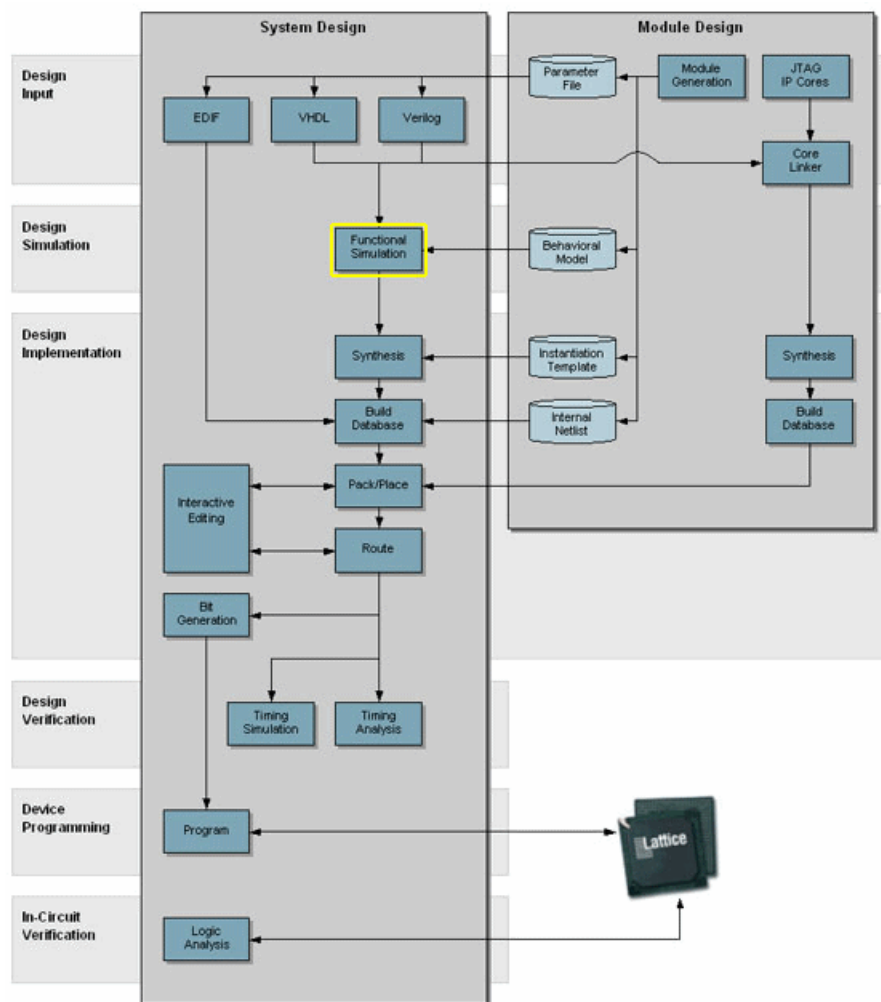 System Design
Module Design
Design
Input
Parameter
File
Module
Generation
JTAG
IP Cores
EDIF
VHDL
Verilog
Core
Linker
Design
Simulation
Functional
Simulation
Behavioral
Model
Design
Implementation
Synthesis
Instantiation
Template
Synthesis
Build
Database
Internal
Netlist
Build
Database
Interactive
Editing
Pack/Place
Route
Bit
Generation
Design
Verification
Timing
Simulation
Timing
Analysis
Device
Programming
Program
Lattice
In-Circuit
Verification
Logic
Analysis